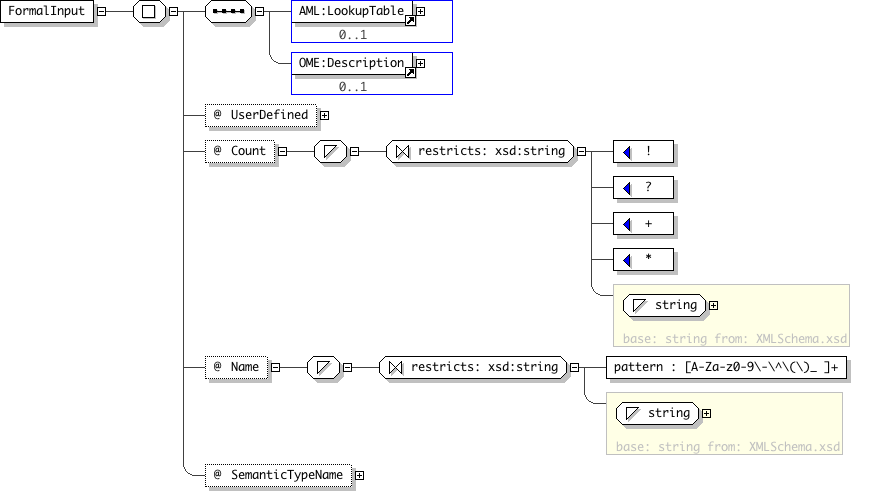 FormalInput
AML:LookupTable
0..1
OME:Description
0..1
@ UserDefined
@ Count
restricts: xsd:string
!
?
+
*
string
base: string from: XMLSchema.xsd
@ Name
restricts: xsd:string
pattern : [A-Za-z0-9\-\^\(\)_ ]+
string
base: string from: XMLSchema.xsd
@ SemanticTypeName